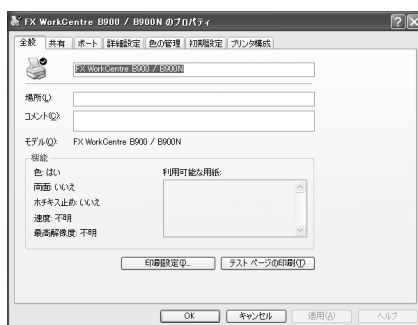 FX WorkCentre B900 / B900N のプロパティ
全般 共有 ポート 詳細設定 色の管理 初期設定 プリンタ構成
FX WorkCentre B900 / B900N
場所(L):
コメント(C):
モデル(O): FX WorkCentre B900 / B900N
機能
色: はい 利用可能な用紙:
両面: いいえ
ホチキス止め: いいえ
速度: 不明
最高解像度: 不明
印刷設定(I)... テスト ページの印刷(T)
OK キャンセル 適用(A) ヘルプ